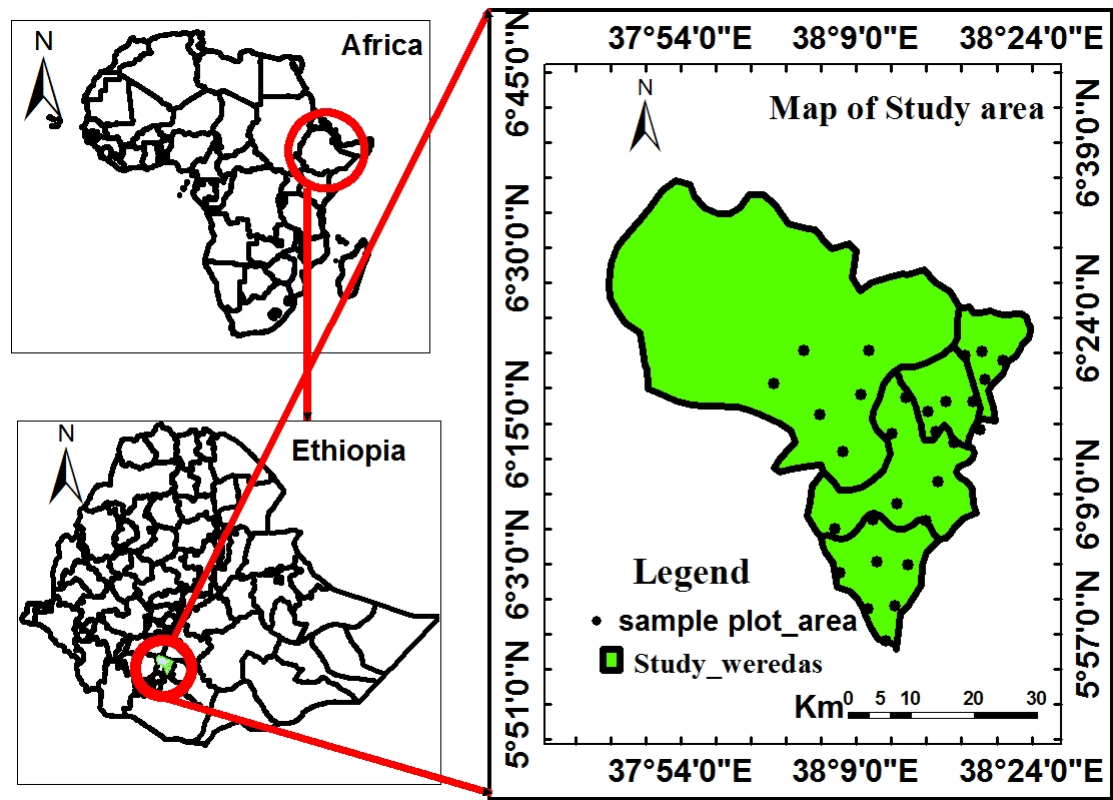 N
Africa
N
Ethiopia
37°54'0"E 38°9'0"E 38°24'0"E
N
Map of Study area
6°45'0"N
6°30'0"N
6°15'0"N
6°3'0"N
5°51'0"N
6°39'0"N
6°24'0"N
6°9'0"N
5°57'0"N
Legend
sample plot_area
Study_weredas
Km 0 5 10 20 30
37°54'0"E 38°9'0"E 38°24'0"E